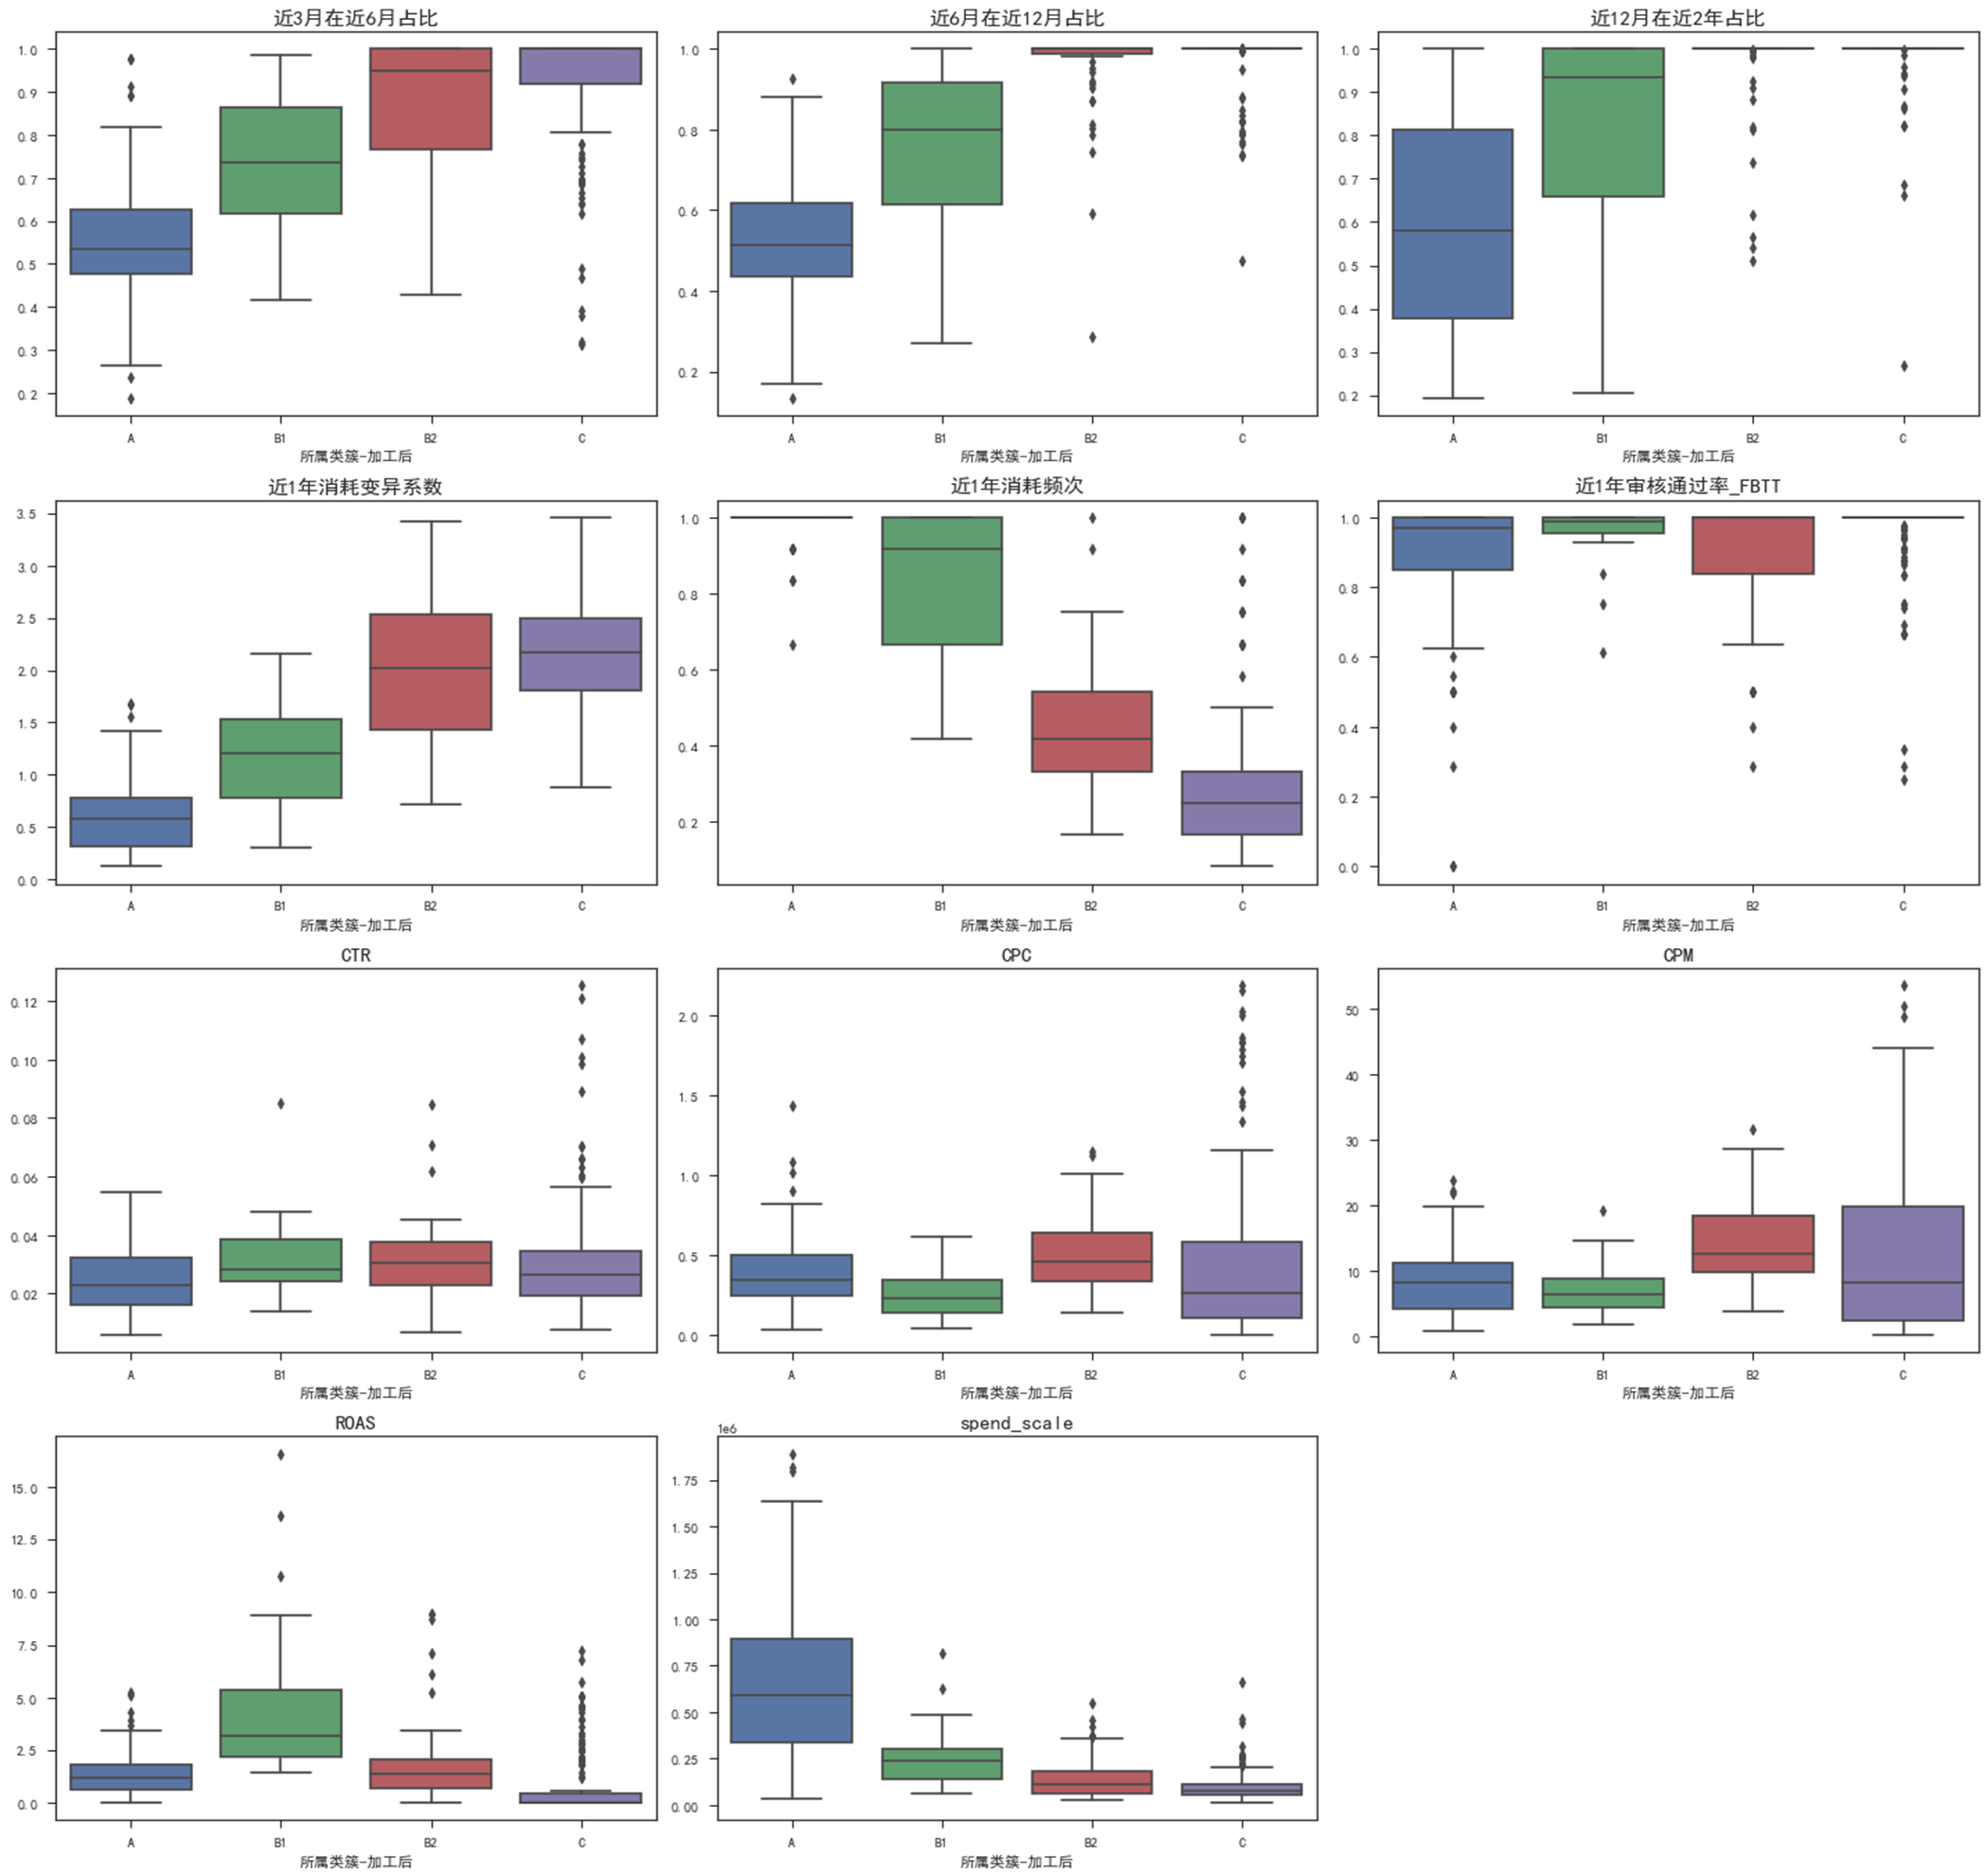 近3月在近6月占比
近6月在近12月占比
近12月在近2年占比
1.0
0.9
0.8
0.7
0.6
0.5
0.4
0.3
0.2
A B1 B2 C
所属类簇-加工后
1.0
0.8
0.6
0.4
0.2
A B1 B2 C
所属类簇-加工后
1.0
0.9
0.8
0.7
0.6
0.5
0.4
0.3
0.2
A B1 B2 C
所属类簇-加工后
近1年消耗变异系数
近1年消耗频次
近1年审核通过率_FBTT
3.5
3.0
2.5
2.0
1.5
1.0
0.5
0.0
A B1 B2 C
所属类簇-加工后
1.0
0.8
0.6
0.4
0.2
A B1 B2 C
所属类簇-加工后
1.0
0.8
0.6
0.4
0.2
0.0
A B1 B2 C
所属类簇-加工后
CTR
CPC
CPM
0.12
0.10
0.08
0.06
0.04
0.02
A B1 B2 C
所属类簇-加工后
2.0
1.5
1.0
0.5
0.0
A B1 B2 C
所属类簇-加工后
50
40
30
20
10
0
A B1 B2 C
所属类簇-加工后
ROAS
spend_scale
15.0
12.5
10.0
7.5
5.0
2.5
0.0
A B1 B2 C
所属类簇-加工后
1e6
1.75
1.50
1.25
1.00
0.75
0.50
0.25
0.00
A B1 B2 C
所属类簇-加工后